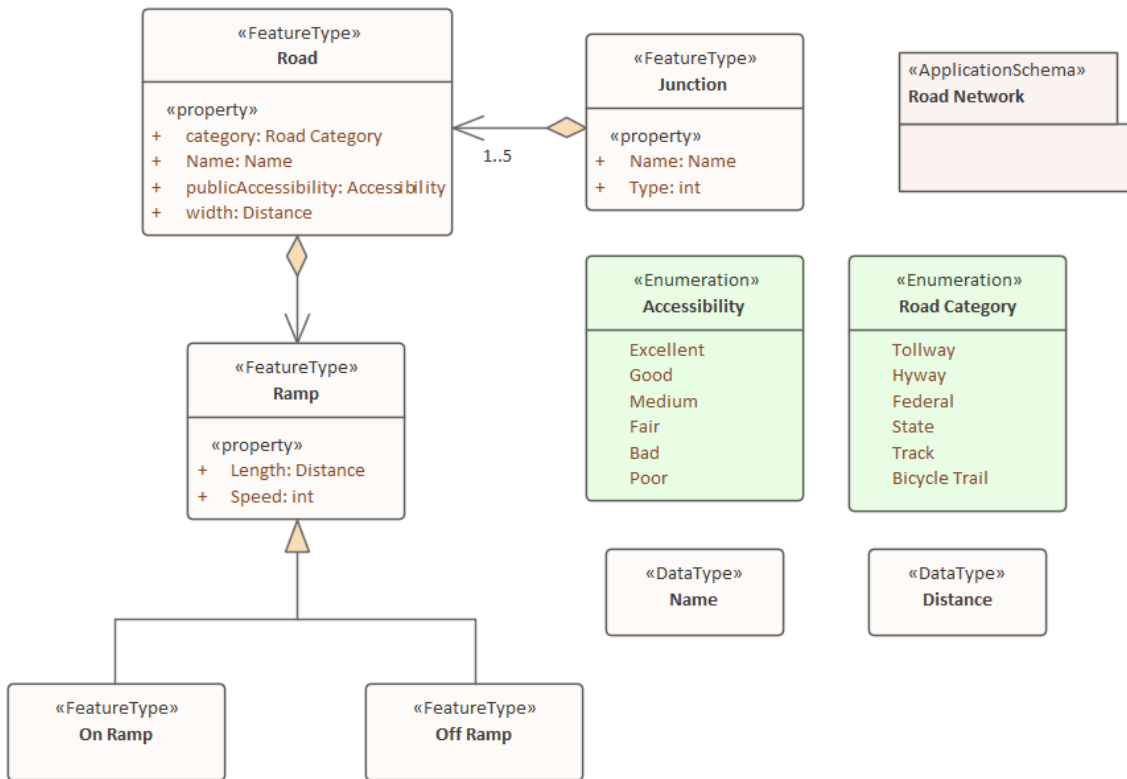 «FeatureType»
Road
«property»
+ category: Road Category
+ Name: Name
+ publicAccessibility: Accessibility
+ width: Distance
«FeatureType»
Junction
«property»
+ Name: Name
+ Type: int
1..5
«ApplicationSchema»
Road Network
«FeatureType»
Ramp
«property»
+ Length: Distance
+ Speed: int
«Enumeration»
Accessibility
Excellent
Good
Medium
Fair
Bad
Poor
«Enumeration»
Road Category
Tollway
Hyway
Federal
State
Track
Bicycle Trail
«DataType»
Name
«DataType»
Distance
«FeatureType»
On Ramp
«FeatureType»
Off Ramp